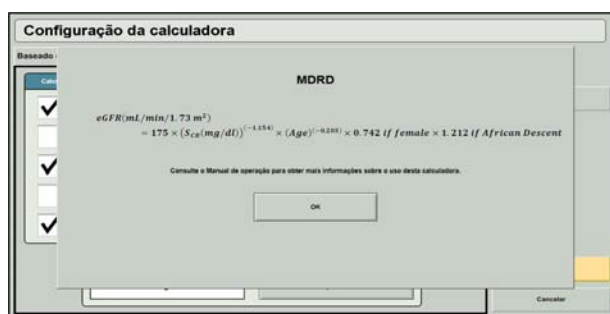 Configuração da calculadora
Baseado
MDRD
eGFR(mL/min/1.73 m²)
= 175 × (S_CR(mg/dl))^(−1.154) × (Age)^(−0.203) × 0.742 if female × 1.212 if African Descent
Consulte o Manual de operação para obter mais informações sobre o uso desta calculadora.
OK
Cancelar